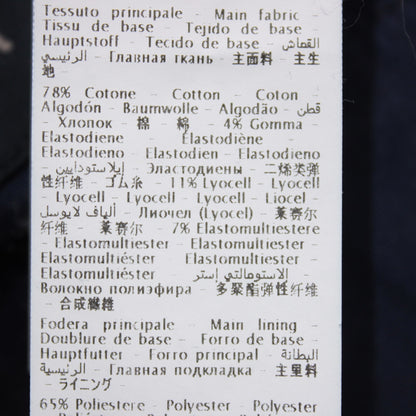 Tessuto principale - Main fabric -
Tissu de base - Tejido de base -
Hauptstoff - Tecido de base - القماش
الرئيسي - Главная ткань - 主面料 - 主生
地 -
78% Cotone - Cotton - Coton -
Algodón - Baumwolle - Algodão - قطن
- Хлопок - 棉 - 綿 - 4% Gomma -
Elastodiene - Élastodiène -
Elastodieno - Elastodien - Elastodieno
- إيلاستودايين - Эластодиены - 二烯类弹
性纤维 - ゴム糸 - 11% Lyocell - Lyocell
- Lyocell - Lyocell - Lyocell - Liocel -
ألياف لايوسل - Лиочел (Lyocel) - 莱赛尔
纤维 - 莱赛尔 - 7% Elastomultiestere
- Elastomultiester - Elastomultiester -
Elastomultiéster - Elastomultiester -
Elastomultiéster - الاستومالتي إستر -
Волокно полиэфира - 多聚酯弹性纤维
- 合成繊維
Fodera principale - Main lining -
Doublure de base - Forro de base -
Hauptfutter - Forro principal - البطانة
الرئيسية - Главная подкладка - 主里料
- ライニング -
65% Poliestere - Polyester - Polyester